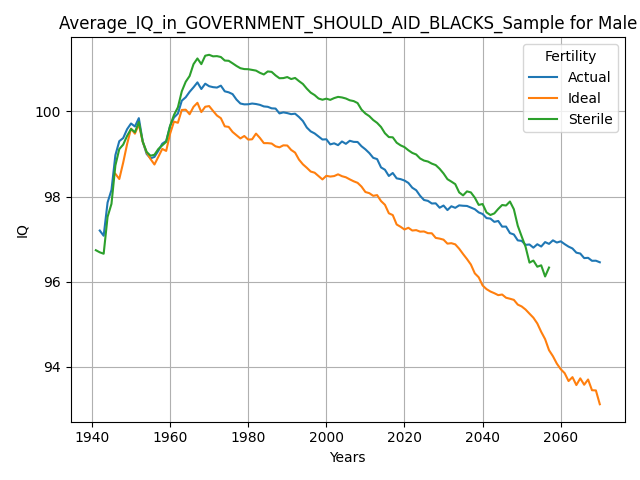 Average_IQ_in_GOVERNMENT_SHOULD_AID_BLACKS_Sample for Male
Fertility
Actual
Ideal
Sterile
IQ
100
98
96
94
1940 1960 1980 2000 2020 2040 2060
Years